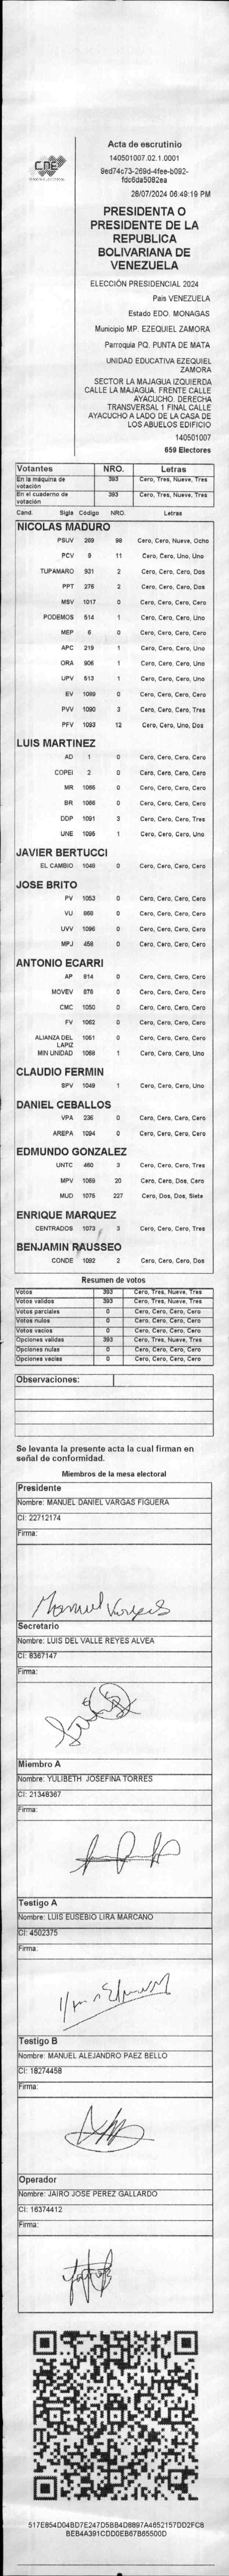 CNE
Acta de escrutinio
140501007.02.1.0001
9ed74c73-269d-4fee-b092-
fdc6da5082ea
28/07/2024 06:49:19 PM
PRESIDENTA O
PRESIDENTE DE LA
REPUBLICA
BOLIVARIANA DE
VENEZUELA
ELECCIÓN PRESIDENCIAL 2024
Pais VENEZUELA
Estado EDO. MONAGAS
Municipio MP. EZEQUIEL ZAMORA
Parroquia PQ. PUNTA DE MATA
UNIDAD EDUCATIVA EZEQUIEL
ZAMORA
SECTOR LA MAJAGUA IZQUIERDA
CALLE LA MAJAGUA. FRENTE CALLE
AYACUCHO. DERECHA
TRANSVERSAL 1 FINAL CALLE
AYACUCHO A LADO DE LA CASA DE
LOS ABUELOS EDIFICIO
140501007
659 Electores
Votantes NRO. Letras
En la máquina de votación 393 Cero, Tres, Nueve, Tres
En el cuaderno de votación 393 Cero, Tres, Nueve, Tres
Cand. Sigla Código NRO. Letras
NICOLAS MADURO
PSUV 269 98 Cero, Cero, Nueve, Ocho
PCV 9 11 Cero, Cero, Uno, Uno
TUPAMARO 931 2 Cero, Cero, Cero, Dos
PPT 276 2 Cero, Cero, Cero, Dos
MSV 1017 0 Cero, Cero, Cero, Cero
PODEMOS 514 1 Cero, Cero, Cero, Uno
MEP 6 0 Cero, Cero, Cero, Cero
APC 219 1 Cero, Cero, Cero, Uno
ORA 906 1 Cero, Cero, Cero, Uno
UPV 513 1 Cero, Cero, Cero, Uno
EV 1089 0 Cero, Cero, Cero, Cero
PVV 1090 3 Cero, Cero, Cero, Tres
PFV 1093 12 Cero, Cero, Uno, Dos
LUIS MARTINEZ
AD 1 0 Cero, Cero, Cero, Cero
COPEI 2 0 Cero, Cero, Cero, Cero
MR 1066 0 Cero, Cero, Cero, Cero
BR 1086 0 Cero, Cero, Cero, Cero
DDP 1091 3 Cero, Cero, Cero, Tres
UNE 1095 1 Cero, Cero, Cero, Uno
JAVIER BERTUCCI
EL CAMBIO 1048 0 Cero, Cero, Cero, Cero
JOSE BRITO
PV 1053 0 Cero, Cero, Cero, Cero
VU 868 0 Cero, Cero, Cero, Cero
UVV 1096 0 Cero, Cero, Cero, Cero
MPJ 458 0 Cero, Cero, Cero, Cero
ANTONIO ECARRI
AP 814 0 Cero, Cero, Cero, Cero
MOVEV 878 0 Cero, Cero, Cero, Cero
CMC 1050 0 Cero, Cero, Cero, Cero
FV 1062 0 Cero, Cero, Cero, Cero
ALIANZA DEL LAPIZ 1051 0 Cero, Cero, Cero, Cero
MIN UNIDAD 1068 1 Cero, Cero, Cero, Uno
CLAUDIO FERMIN
SPV 1049 1 Cero, Cero, Cero, Uno
DANIEL CEBALLOS
VPA 236 0 Cero, Cero, Cero, Cero
AREPA 1094 0 Cero, Cero, Cero, Cero
EDMUNDO GONZALEZ
UNTC 460 3 Cero, Cero, Cero, Tres
MPV 1069 20 Cero, Cero, Dos, Cero
MUD 1075 227 Cero, Dos, Dos, Siete
ENRIQUE MARQUEZ
CENTRADOS 1073 3 Cero, Cero, Cero, Tres
BENJAMIN RAUSSEO
CONDE 1092 2 Cero, Cero, Cero, Dos
Resumen de votos
Votos 393 Cero, Tres, Nueve, Tres
Votos validos 393 Cero, Tres, Nueve, Tres
Votos parciales 0 Cero, Cero, Cero, Cero
Votos nulos 0 Cero, Cero, Cero, Cero
Votos vacios 0 Cero, Cero, Cero, Cero
Opciones validas 393 Cero, Tres, Nueve, Tres
Opciones nulas 0 Cero, Cero, Cero, Cero
Opciones vacias 0 Cero, Cero, Cero, Cero
Observaciones:
Se levanta la presente acta la cual firman en
señal de conformidad.
Miembros de la mesa electoral
Presidente
Nombre: MANUEL DANIEL VARGAS FIGUERA
CI: 22712174
Firma:
Manuel Vargas
Secretario
Nombre: LUIS DEL VALLE REYES ALVEA
CI: 8367147
Firma:
Miembro A
Nombre: YULIBETH JOSEFINA TORRES
CI: 21348367
Firma:
Testigo A
Nombre: LUIS EUSEBIO LIRA MARCANO
CI: 4502375
Firma:
Testigo B
Nombre: MANUEL ALEJANDRO PAEZ BELLO
CI: 18274458
Firma:
Operador
Nombre: JAIRO JOSE PEREZ GALLARDO
CI: 16374412
Firma:
517E854D04BD7E247D5BB4D8897A4652157DD2FC8
BEB4A391CDD0EB67B85500D